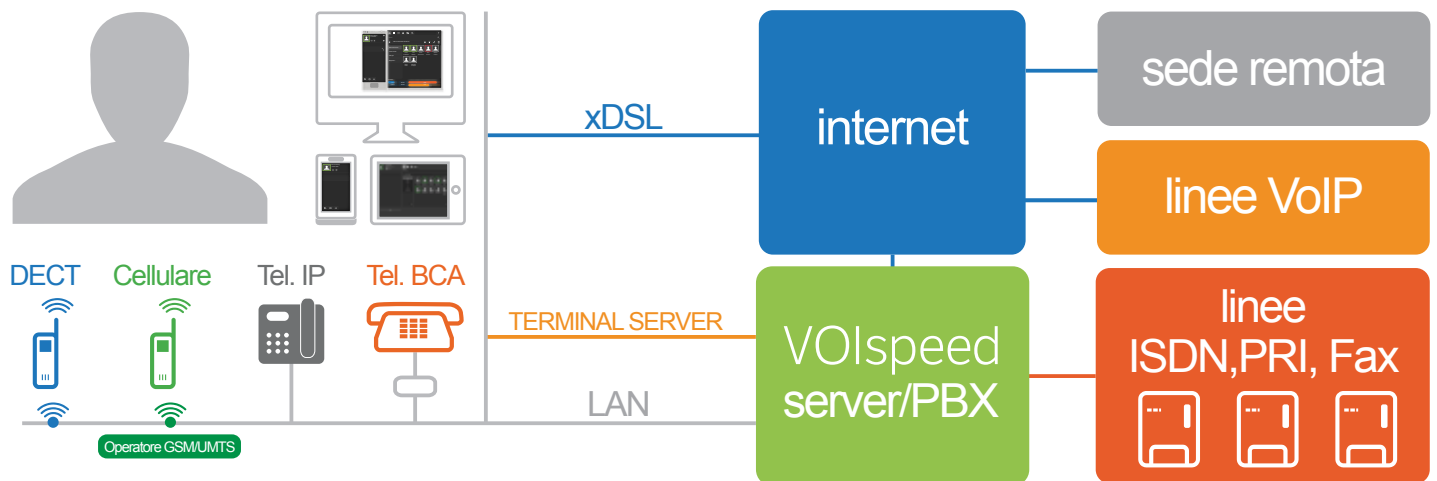 xDSL
internet
sede remota
linee VoIP
DECT
Cellulare
Tel. IP
Tel. BCA
TERMINAL SERVER
LAN
Operatore GSM/UMTS
VOIspeed
server/PBX
linee
ISDN,PRI, Fax